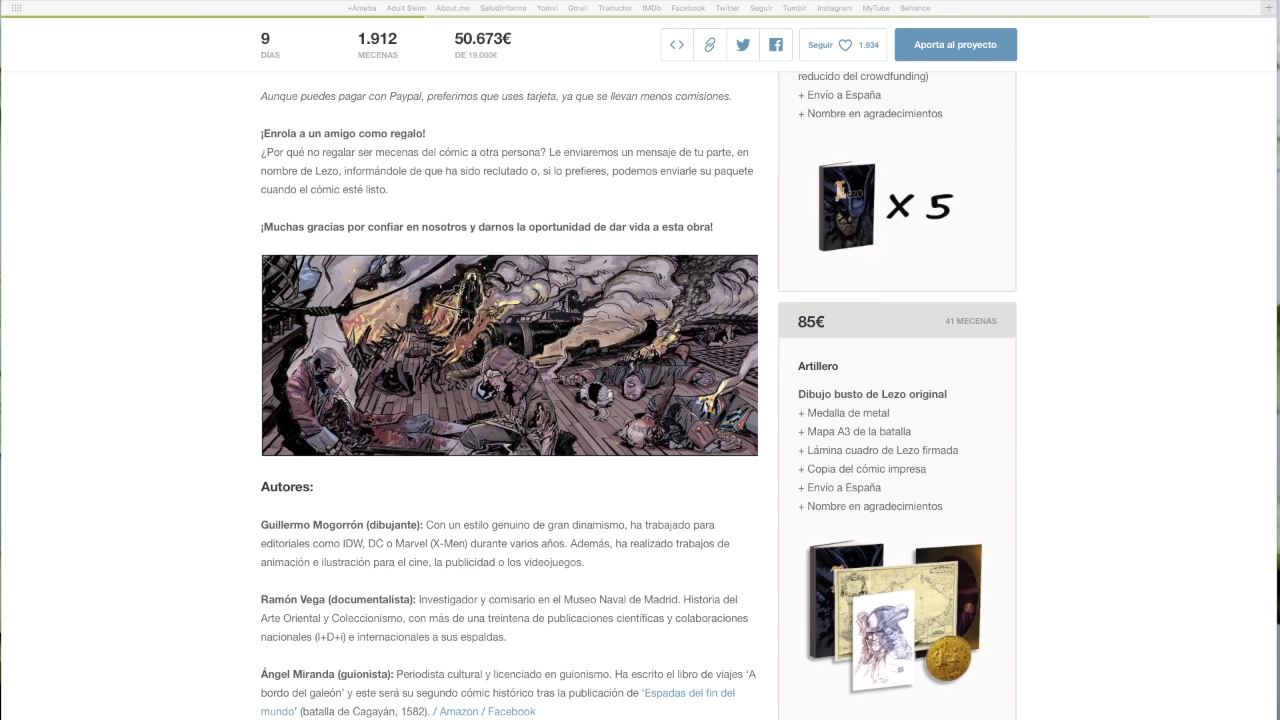 +Ameba Adult Swim About.me SaludInforma Yomvi Gmail Traductor IMDb Facebook Twitter Seguir Tumblr Instagram MyTube Behance
9
DÍAS
1.912
MECENAS
50.673€
DE 19.000€
Seguir 1.934
Aporta al proyecto
Aunque puedes pagar con Paypal, preferimos que uses tarjeta, ya que se llevan menos comisiones.
¡Enrola a un amigo como regalo!
¿Por qué no regalar ser mecenas del cómic a otra persona? Le enviaremos un mensaje de tu parte, en
nombre de Lezo, informándole de que ha sido reclutado o, si lo prefieres, podemos enviarle su paquete
cuando el cómic esté listo.
¡Muchas gracias por confiar en nosotros y darnos la oportunidad de dar vida a esta obra!
Autores:
Guillermo Mogorrón (dibujante): Con un estilo genuino de gran dinamismo, ha trabajado para
editoriales como IDW, DC o Marvel (X-Men) durante varios años. Además, ha realizado trabajos de
animación e ilustración para el cine, la publicidad o los videojuegos.
Ramón Vega (documentalista): Investigador y comisario en el Museo Naval de Madrid. Historia del
Arte Oriental y Coleccionismo, con más de una treintena de publicaciones científicas y colaboraciones
nacionales (I+D+i) e internacionales a sus espaldas.
Ángel Miranda (guionista): Periodista cultural y licenciado en guionismo. Ha escrito el libro de viajes ‘A
bordo del galeón’ y este será su segundo cómic histórico tras la publicación de ‘Espadas del fin del
mundo’ (batalla de Cagayán, 1582). / Amazon / Facebook
reducido del crowdfunding)
+ Envío a España
+ Nombre en agradecimientos
Lezo
X 5
85€
41 MECENAS
Artillero
Dibujo busto de Lezo original
+ Medalla de metal
+ Mapa A3 de la batalla
+ Lámina cuadro de Lezo firmada
+ Copia del cómic impresa
+ Envío a España
+ Nombre en agradecimientos